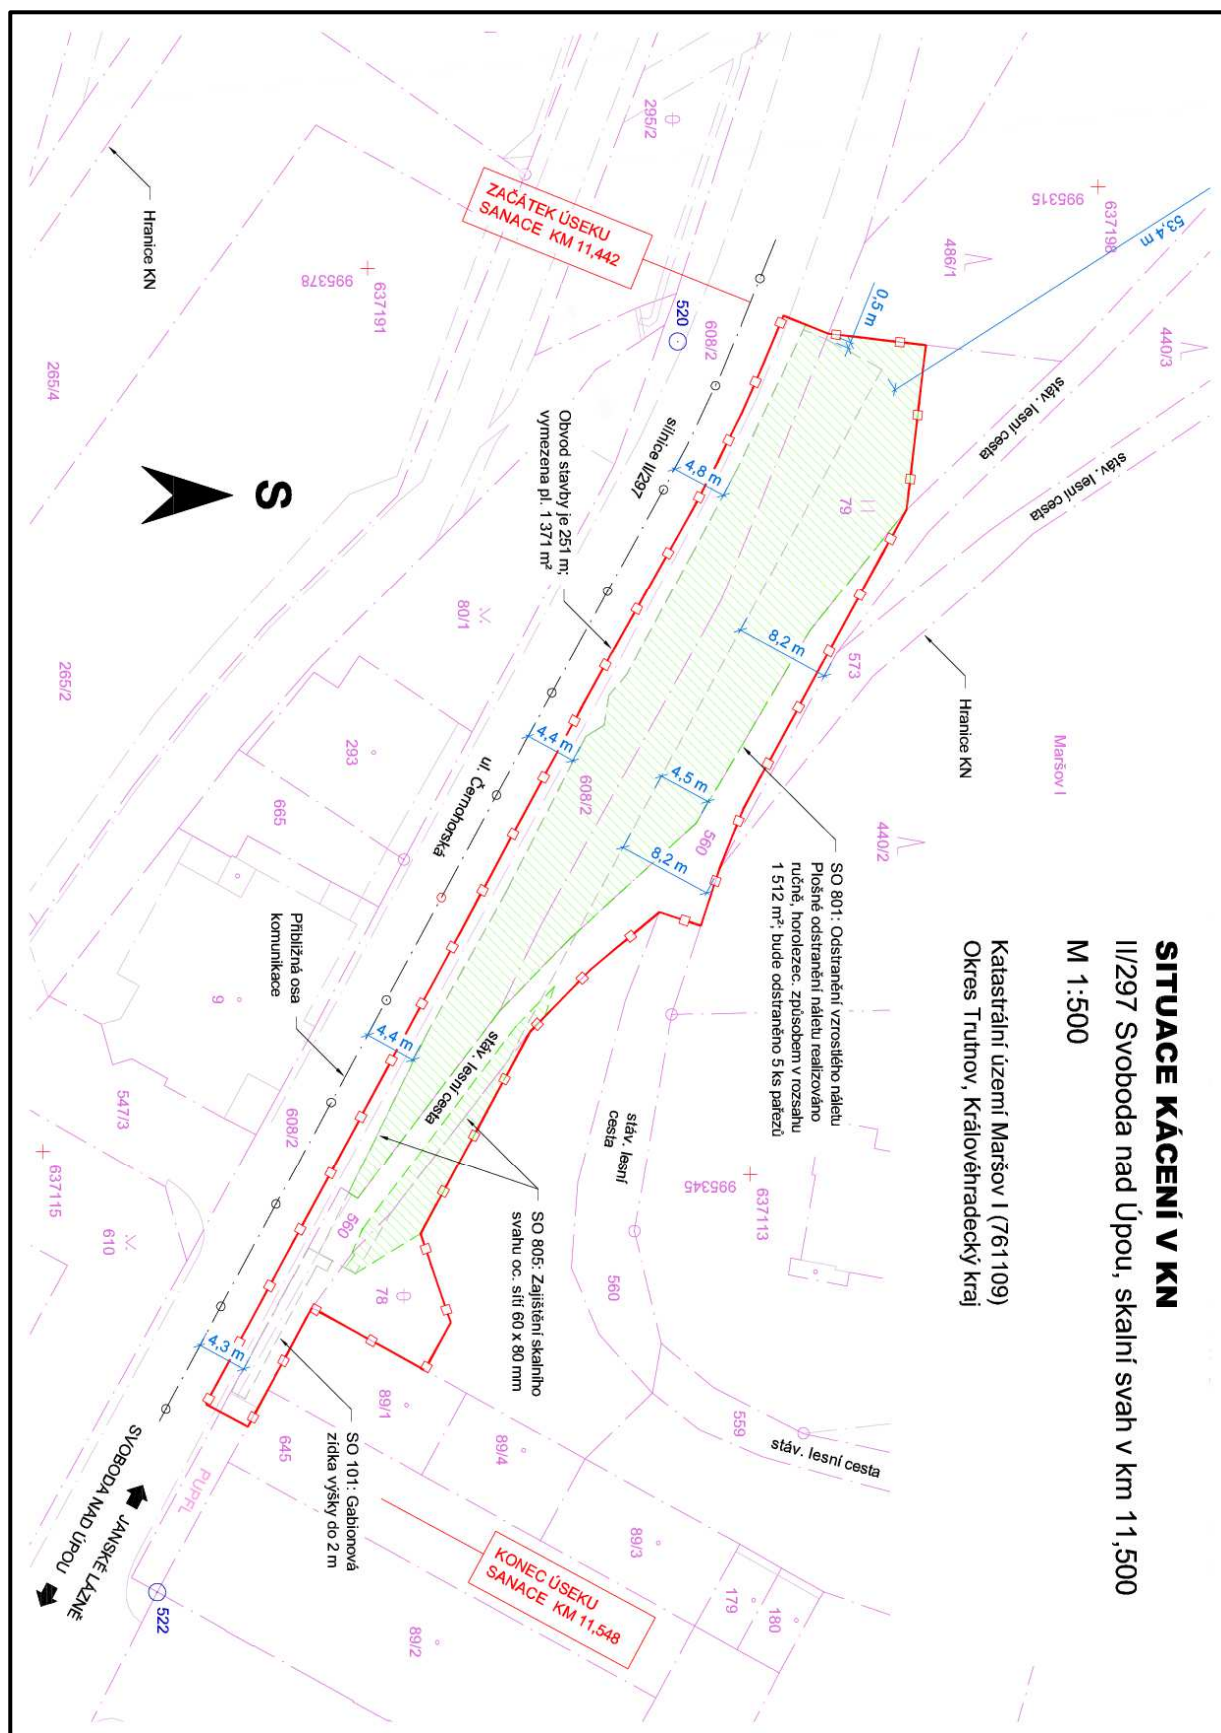 SITUACE KÁCENÍ V KN
II/297 Svoboda nad Úpou, skalní svah v km 11,500
M 1:500
Katastrální území Maršov I (761109)
Okres Trutnov, Královéhradecký kraj
ZAČÁTEK ÚSEKU
SANACE KM 11,442
KONEC ÚSEKU
SANACE KM 11,548
SO 801: Odstranění vzrostlého náletu
Plošné odstranění náletu realizováno
ručně, horolezec. způsobem v rozsahu
1 512 m²; bude odstraněno 5 ks pařezů
SO 805: Zajištění skalního
svahu oc. sítí 60 x 80 mm
SO 101: Gabionová
zídka výšky do 2 m
Obvod stavby je 251 m;
vymezena pl. 1 371 m²
Přibližná osa
komunikace
Hranice KN
Hranice KN
silnice II/297
ul. Černohorská
stáv. lesní cesta
stáv. lesní cesta
stáv. lesní cesta
stáv. lesní
cesta
stáv. lesní cesta
JANSKÉ LÁZNĚ
SVOBODA NAD ÚPOU
S
Maršov I
PUPFL
53,4 m
0,5 m
4,8 m
8,2 m
4,4 m
4,5 m
8,2 m
4,4 m
4,3 m
520
522
295/2
637198
995315
486/1
440/3
637191
995378
608/2
265/4
79
80/1
573
265/2
293
665
608/2
560
440/2
9
547/3
608/2
637115
610
560
78
637113
995345
560
559
89/1
645
89/4
89/3
179
180
89/2